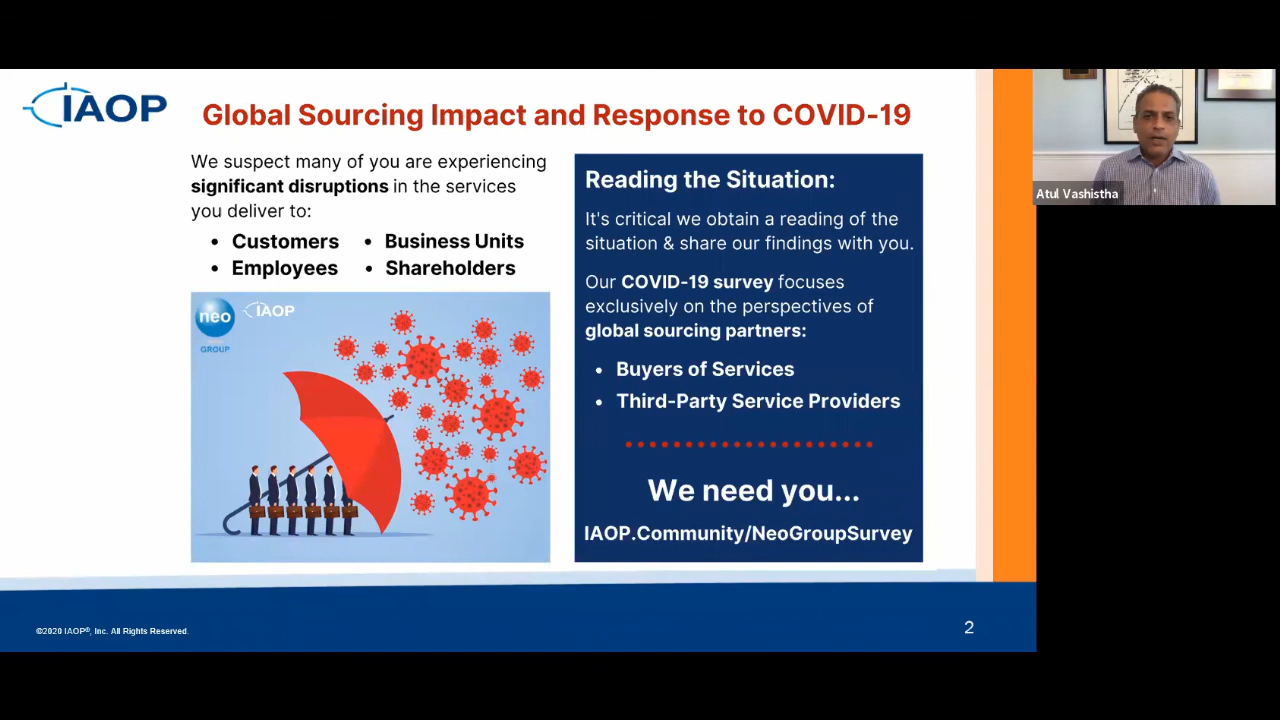 IAOP
Global Sourcing Impact and Response to COVID-19
We suspect many of you are experiencing
significant disruptions in the services
you deliver to:
• Customers
• Business Units
• Employees
• Shareholders
neo
GROUP
IAOP
Reading the Situation:
It's critical we obtain a reading of the
situation & share our findings with you.
Our COVID-19 survey focuses
exclusively on the perspectives of
global sourcing partners:
• Buyers of Services
• Third-Party Service Providers
We need you...
IAOP.Community/NeoGroupSurvey
©2020 IAOP®, Inc. All Rights Reserved.
2
Atul Vashistha